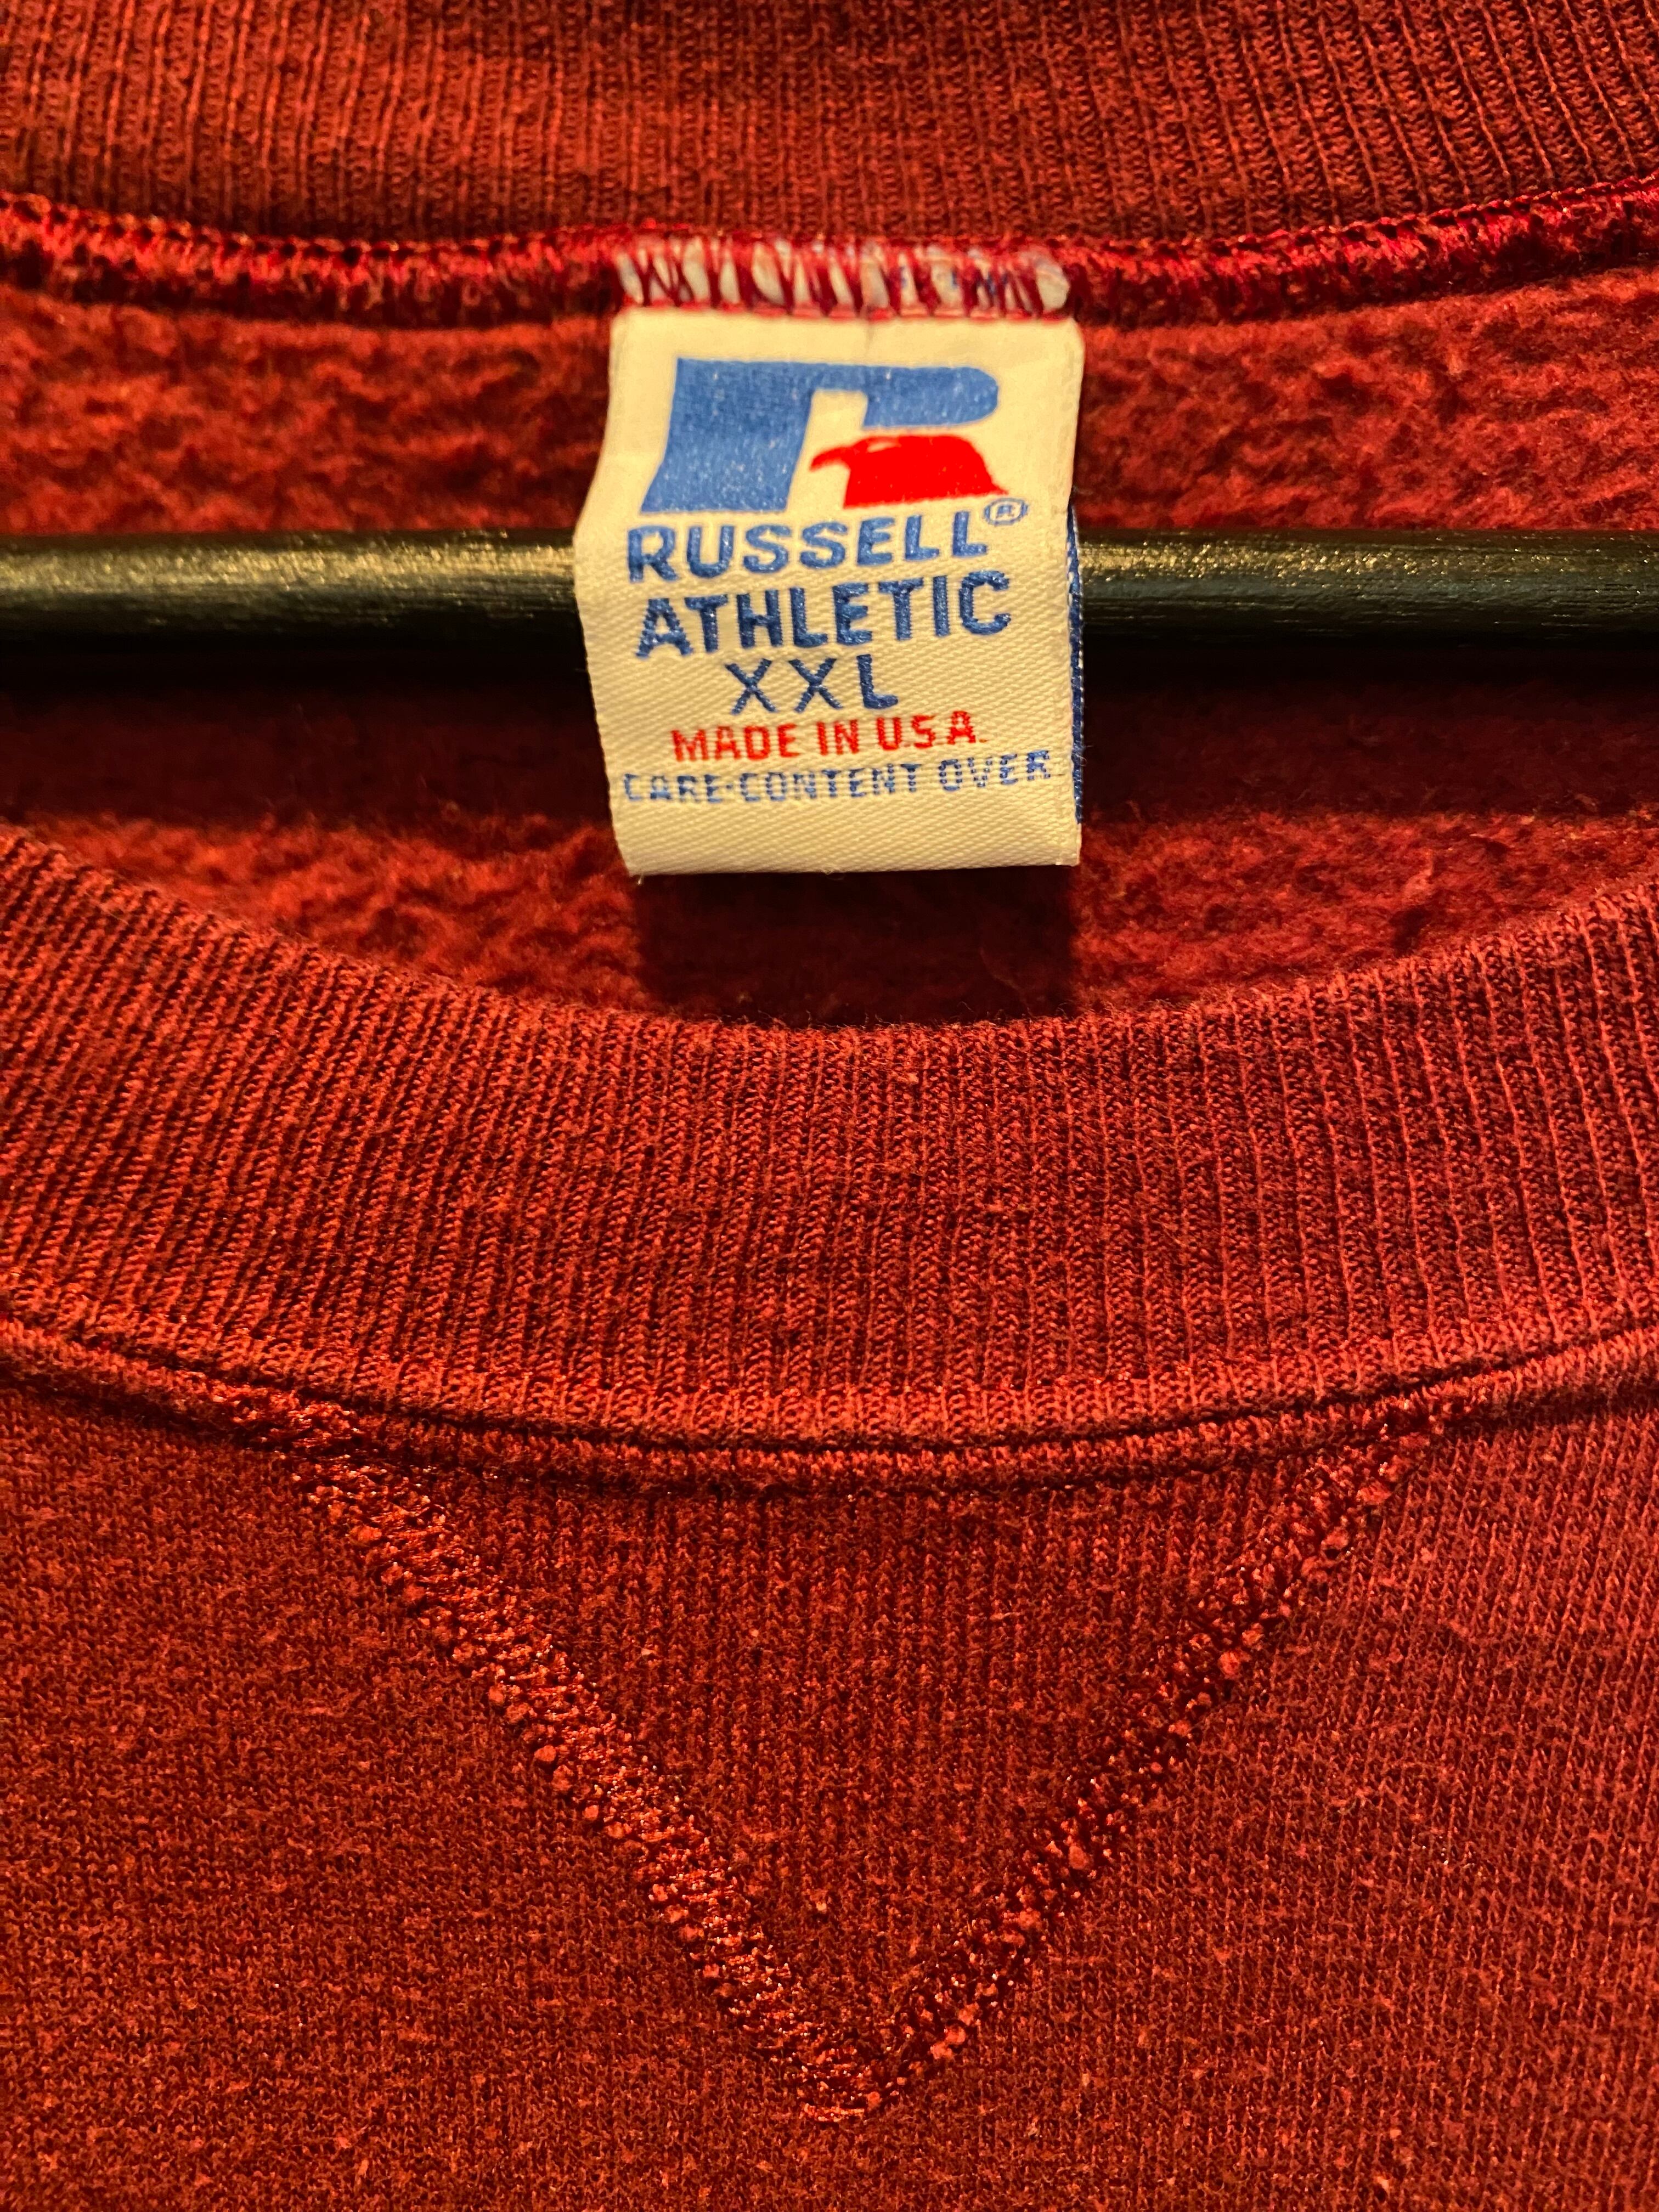 RUSSELL®
ATHLETIC
XXL
MADE IN U.S.A.
CARE-CONTENT OVER